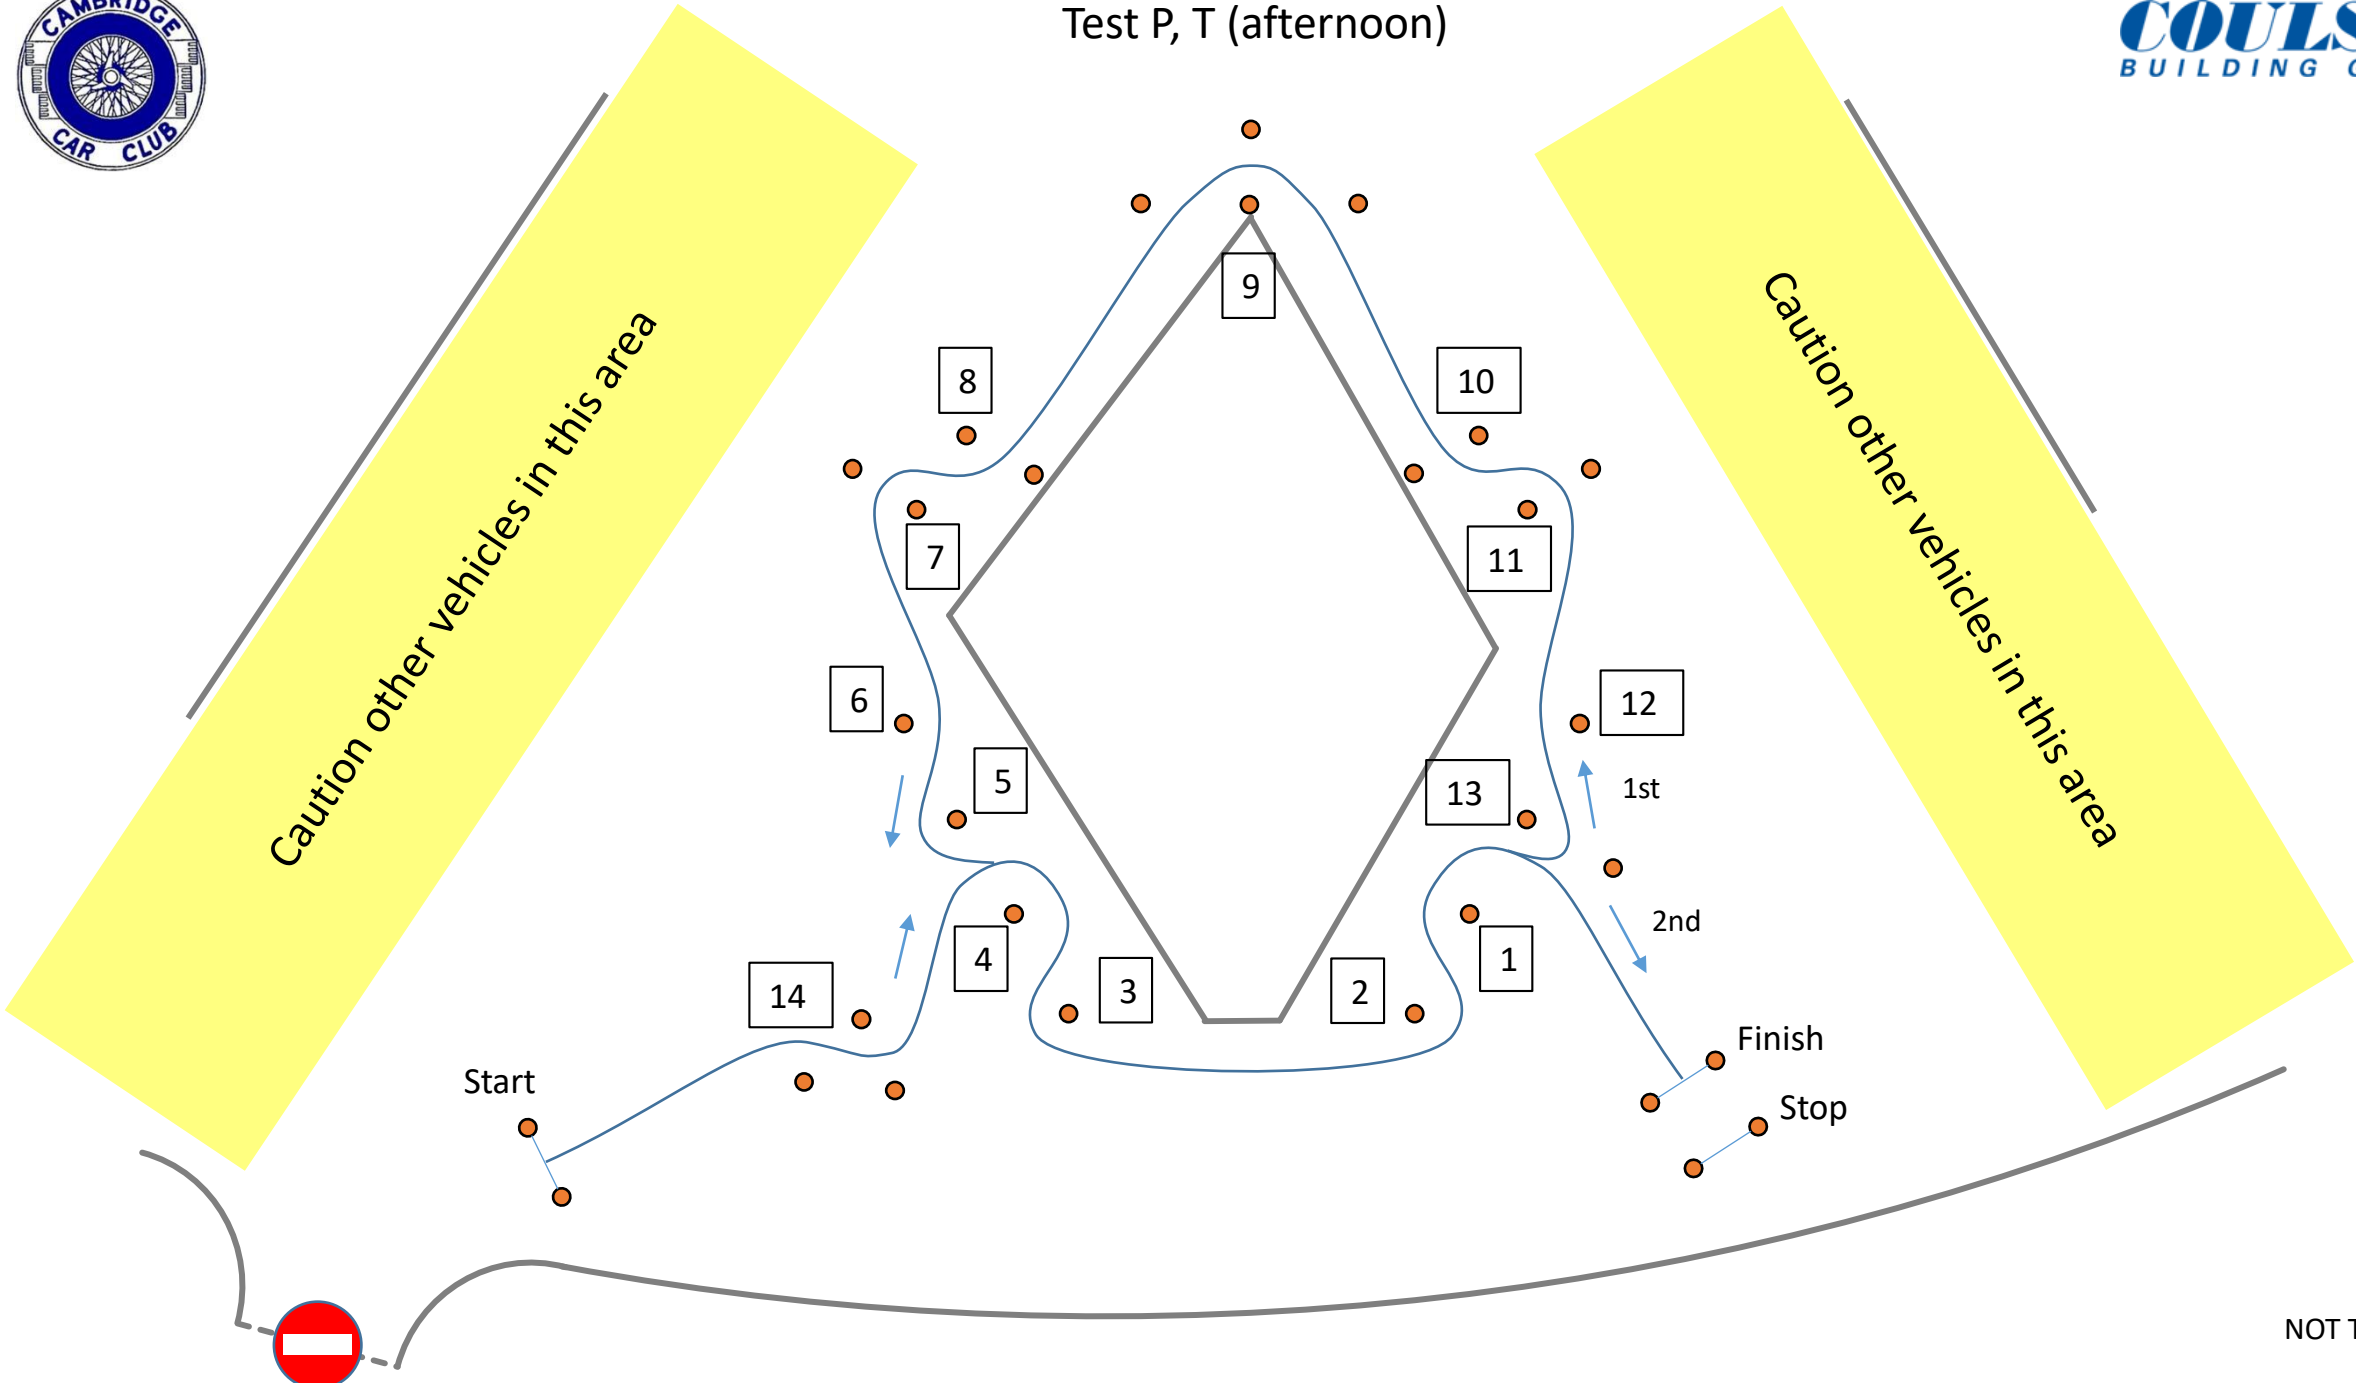 CAMBRIDGE
CAR CLUB
Test P, T (afternoon)
BUILDING
Caution other vehicles in this area
Caution other vehicles in this area
9
8
10
7
11
6
12
5
13
1st
2nd
4
1
14
3
2
Start
Finish
Stop
NOT